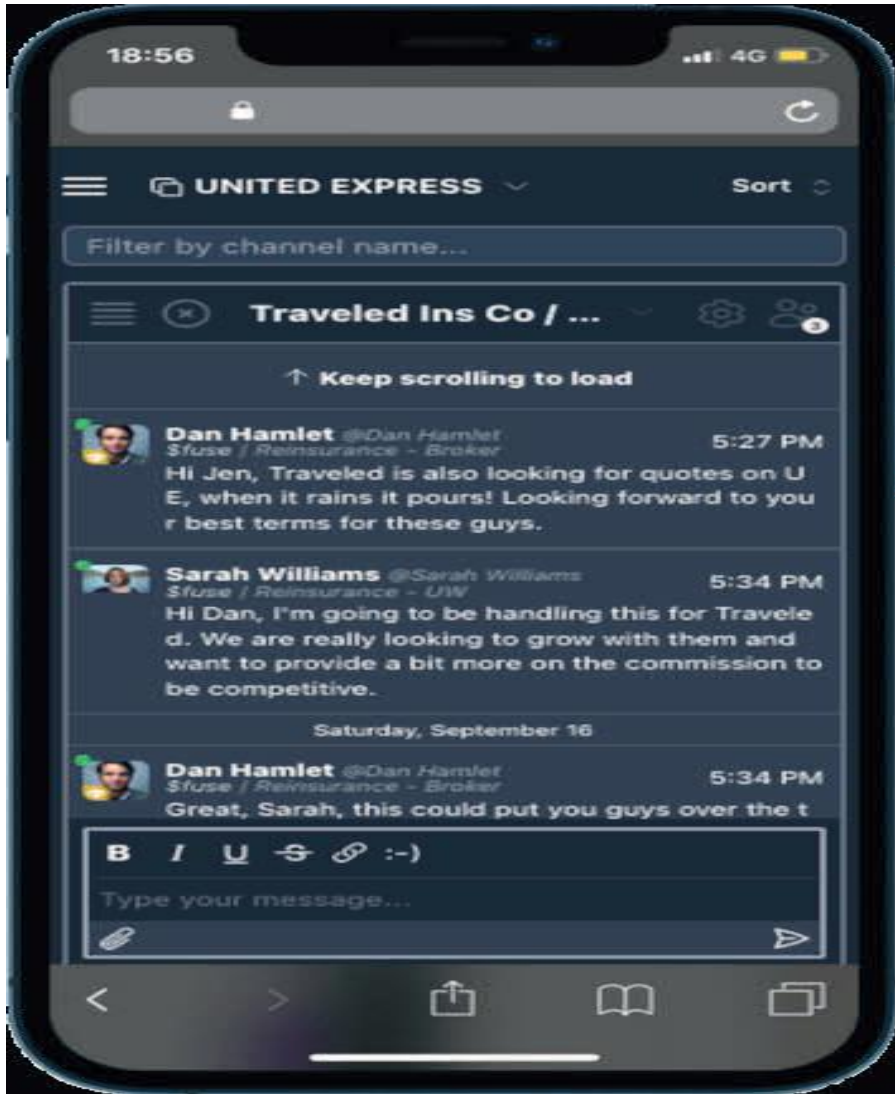 18:56
4G
UNITED EXPRESS
Sort
Filter by channel name...
Traveled Ins Co / ...
3
↑ Keep scrolling to load
Dan Hamlet @Dan Hamlet
5:27 PM
$fuse / Reinsurance - Broker
Hi Jen, Traveled is also looking for quotes on U
E, when it rains it pours! Looking forward to you
r best terms for these guys.
Sarah Williams @Sarah Williams
5:34 PM
$fuse / Reinsurance - UW
Hi Dan, I'm going to be handling this for Travele
d. We are really looking to grow with them and
want to provide a bit more on the commission to
be competitive.
Saturday, September 16
Dan Hamlet @Dan Hamlet
5:34 PM
$fuse / Reinsurance - Broker
Great, Sarah, this could put you guys over the t
B I U S :-)
Type your message...